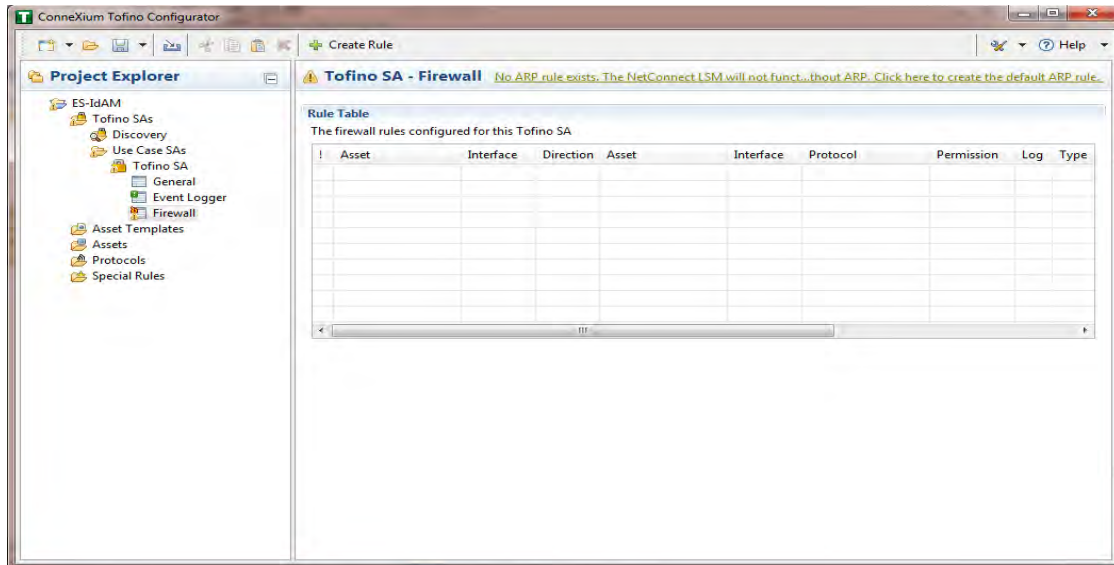 ConneXium Tofino Configurator
Create Rule
Help
Project Explorer
ES-IdAM
Tofino SAs
Discovery
Use Case SAs
Tofino SA
General
Event Logger
Firewall
Asset Templates
Assets
Protocols
Special Rules
Tofino SA - Firewall No ARP rule exists. The NetConnect LSM will not funct...thout ARP. Click here to create the default ARP rule.
Rule Table
The firewall rules configured for this Tofino SA
! Asset Interface Direction Asset Interface Protocol Permission Log Type